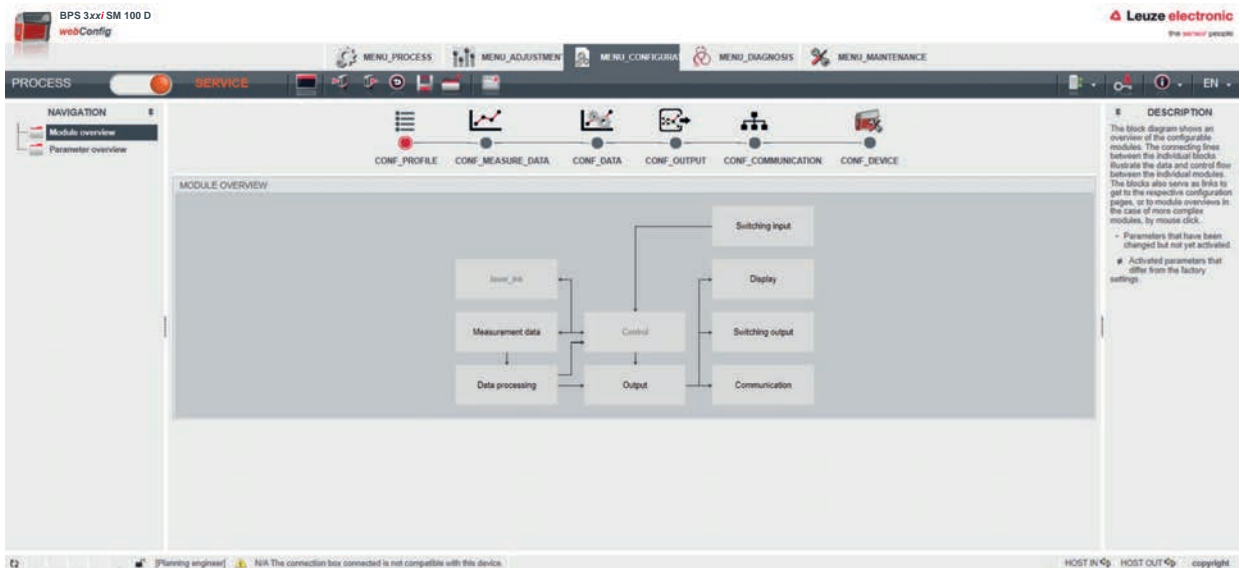 BPS 3xxi SM 100 D
webConfig
Leuze electronic
the sensor people
MENU_PROCESS
MENU_ADJUSTMEN
MENU_CONFIGURA
MENU_DIAGNOSIS
MENU_MAINTENANCE
PROCESS
SERVICE
EN
NAVIGATION
Module overview
Parameter overview
CONF_PROFILE
CONF_MEASURE_DATA
CONF_DATA
CONF_OUTPUT
CONF_COMMUNICATION
CONF_DEVICE
MODULE OVERVIEW
Switching input
Display
Measurement data
Control
Switching output
Data processing
Output
Communication
DESCRIPTION
The block diagram shows an
overview of the configurable
modules. The connecting lines
between the individual blocks
illustrate the data and control flow
between the individual modules.
The blocks also serve as links to
get to the respective configuration
pages, or to module overviews in
the case of more complex
modules, by mouse click.
- Parameters that have been
changed but not yet activated
# Activated parameters that
differ from the factory
settings.
[Planning engineer]
N/A The connection box connected is not compatible with this device.
HOST IN
HOST OUT
copyright